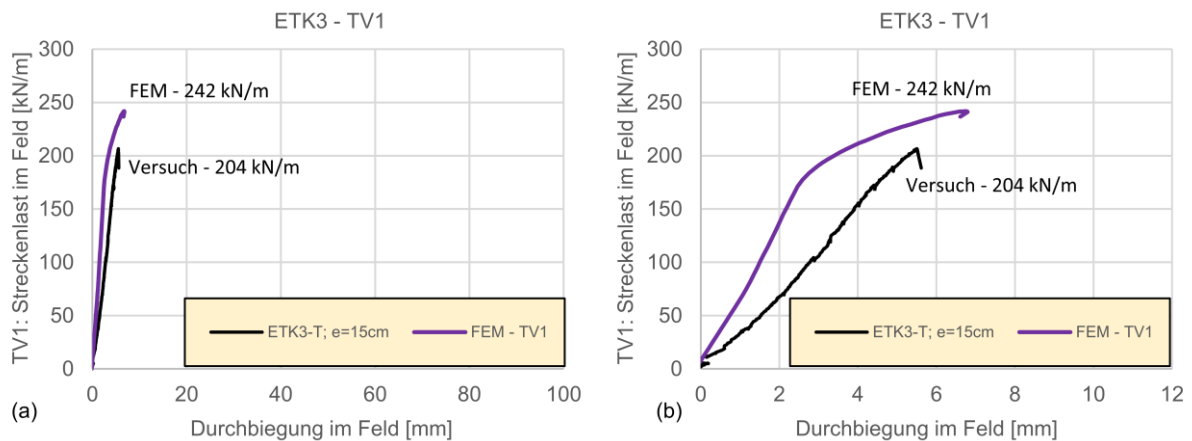 ETK3 - TV1
TV1: Streckenlast im Feld [kN/m]
300
250
200
150
100
50
0
FEM - 242 kN/m
Versuch - 204 kN/m
ETK3-T; e=15cm
FEM - TV1
0 20 40 60 80 100
Durchbiegung im Feld [mm]
(a)
ETK3 - TV1
TV1: Streckenlast im Feld [kN/m]
300
250
200
150
100
50
0
FEM - 242 kN/m
Versuch - 204 kN/m
ETK3-T; e=15cm
FEM - TV1
0 2 4 6 8 10 12
Durchbiegung im Feld [mm]
(b)